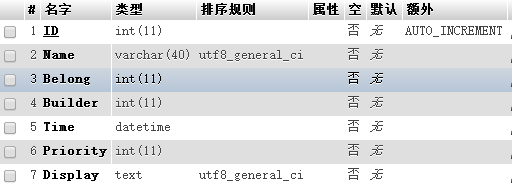 # 名字 类型 排序规则 属性 空 默认 额外
1 ID int(11) 否 无 AUTO_INCREMENT
2 Name varchar(40) utf8_general_ci 否 无
3 Belong int(11) 否 无
4 Builder int(11) 否 无
5 Time datetime 否 无
6 Priority int(11) 否 无
7 Display text utf8_general_ci 否 无